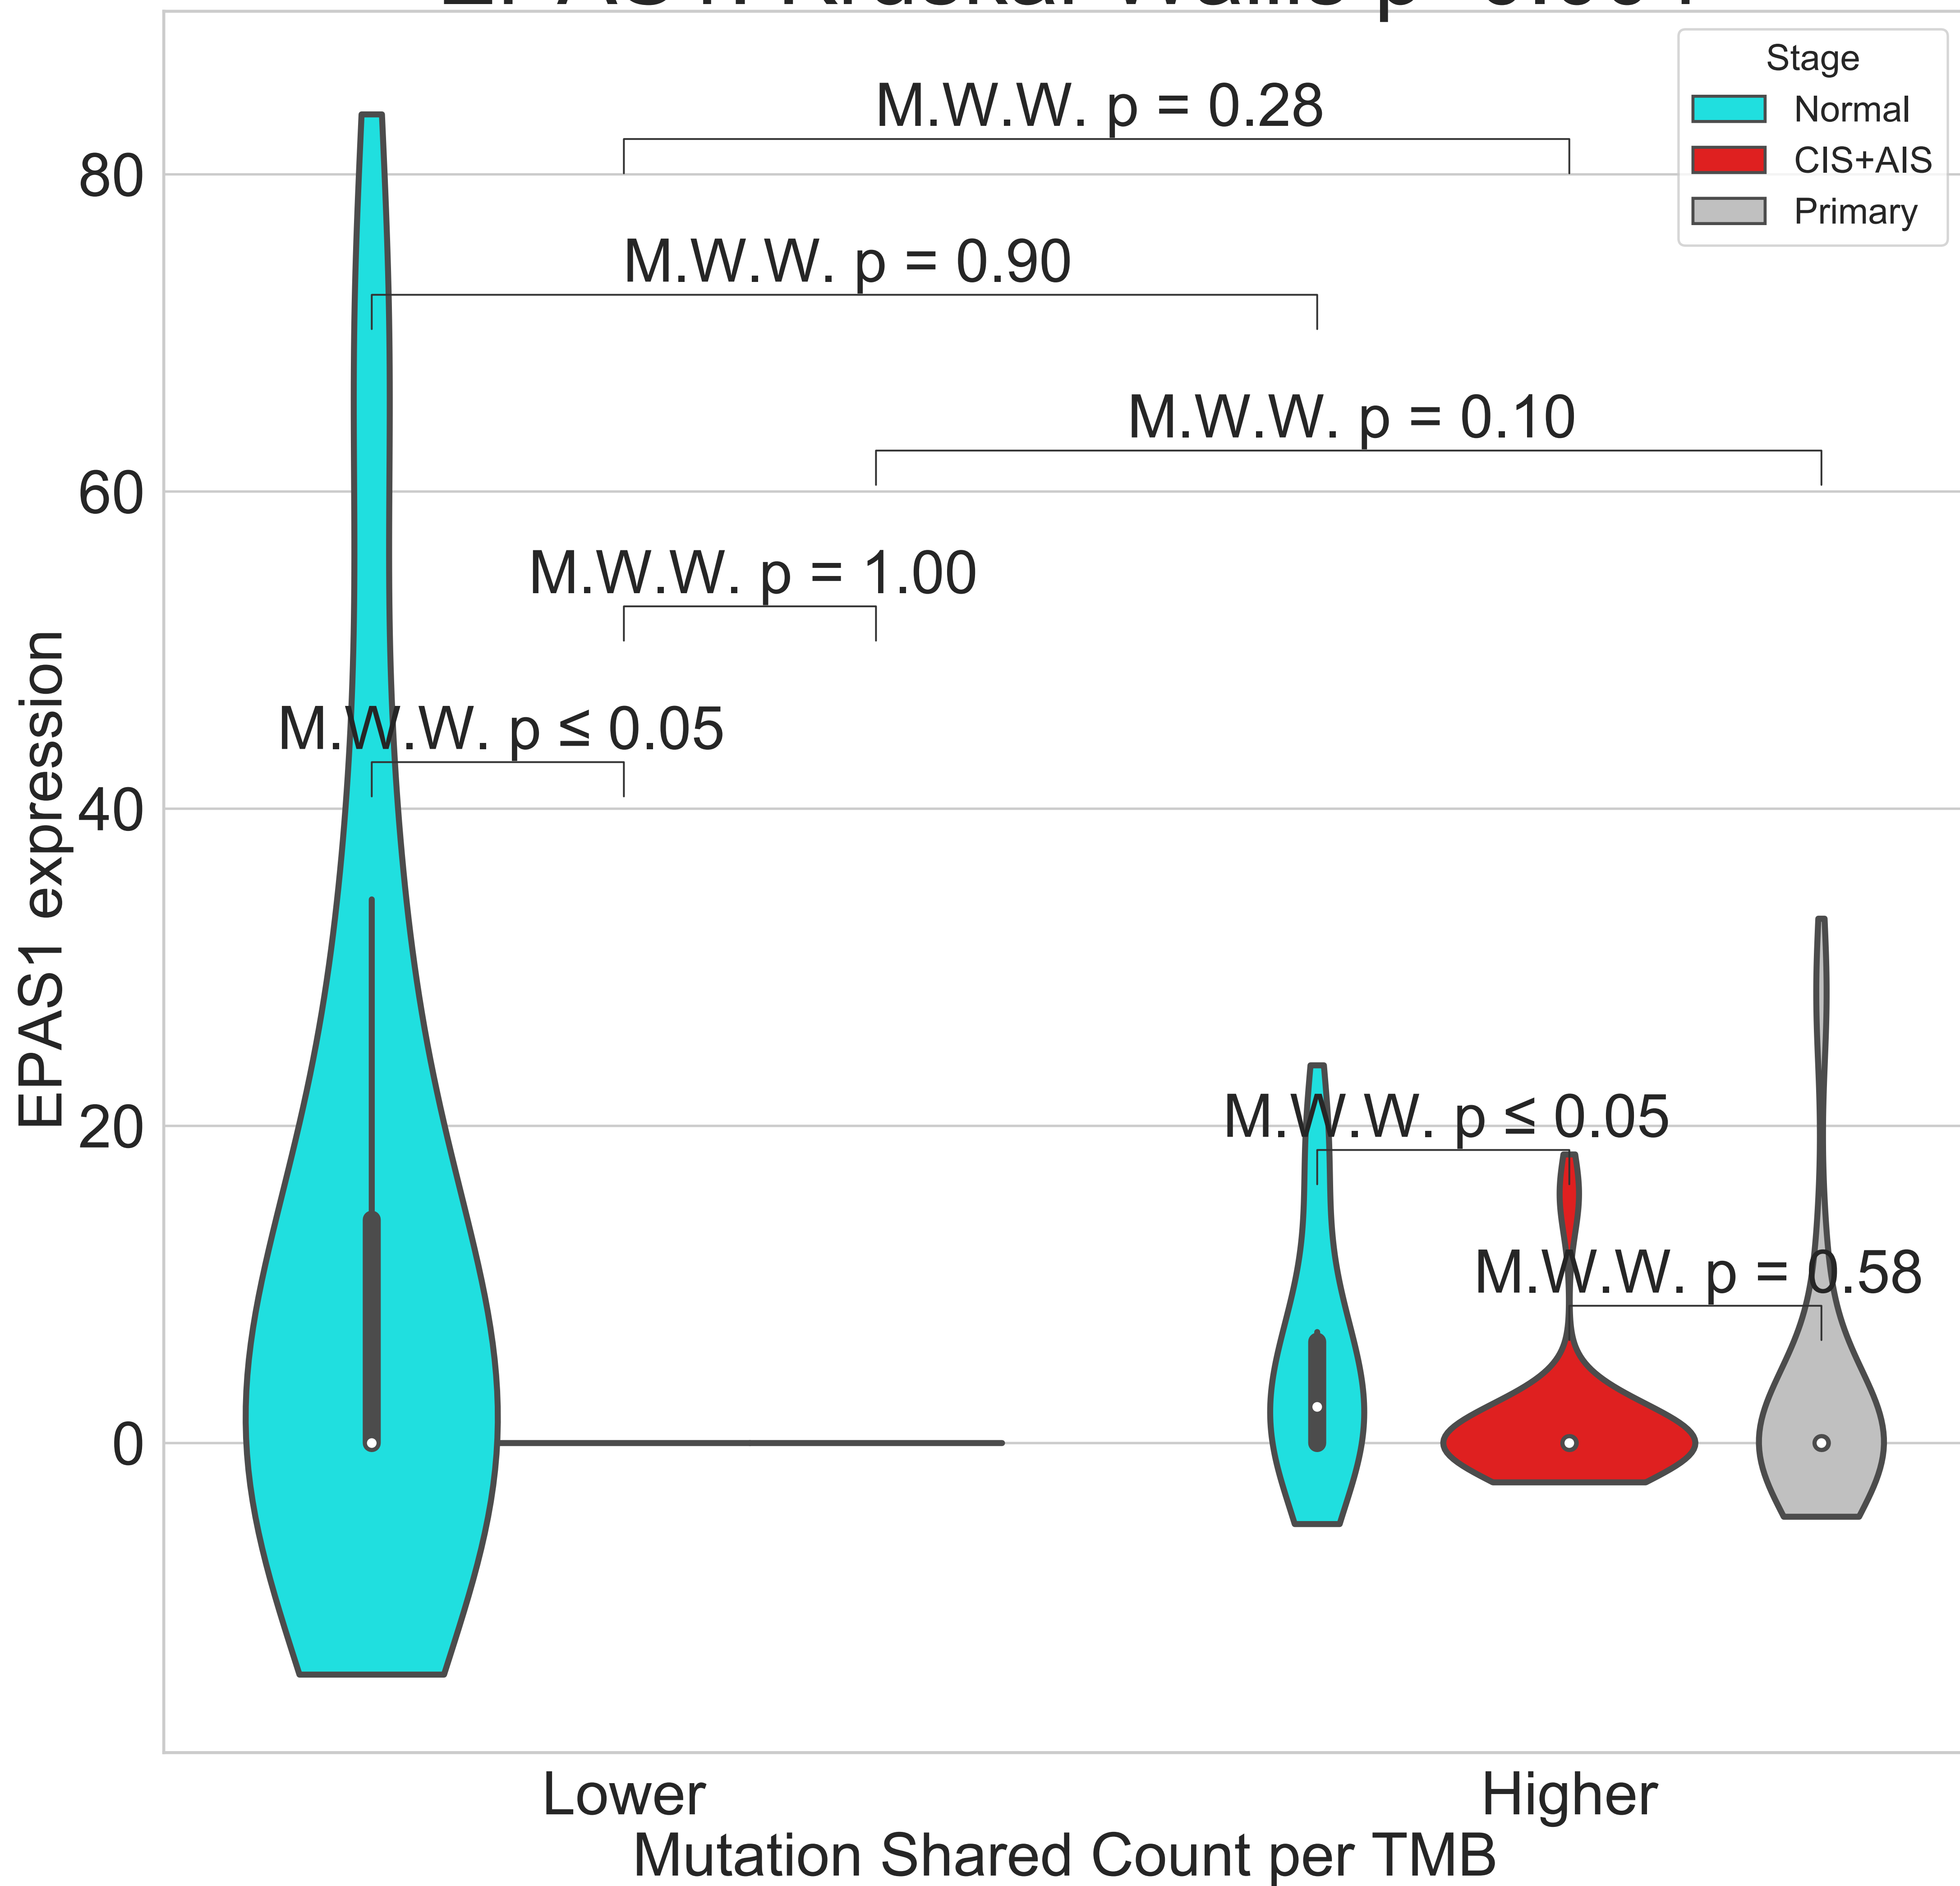 Stage
Normal
CIS+AIS
Primary
M.W.W. p = 0.28
M.W.W. p = 0.90
M.W.W. p = 0.10
M.W.W. p = 1.00
M.W.W. p ≤ 0.05
M.W.W. p ≤ 0.05
M.W.W. p = 0.58
80
60
40
20
0
EPAS1 expression
Lower
Higher
Mutation Shared Count per TMB